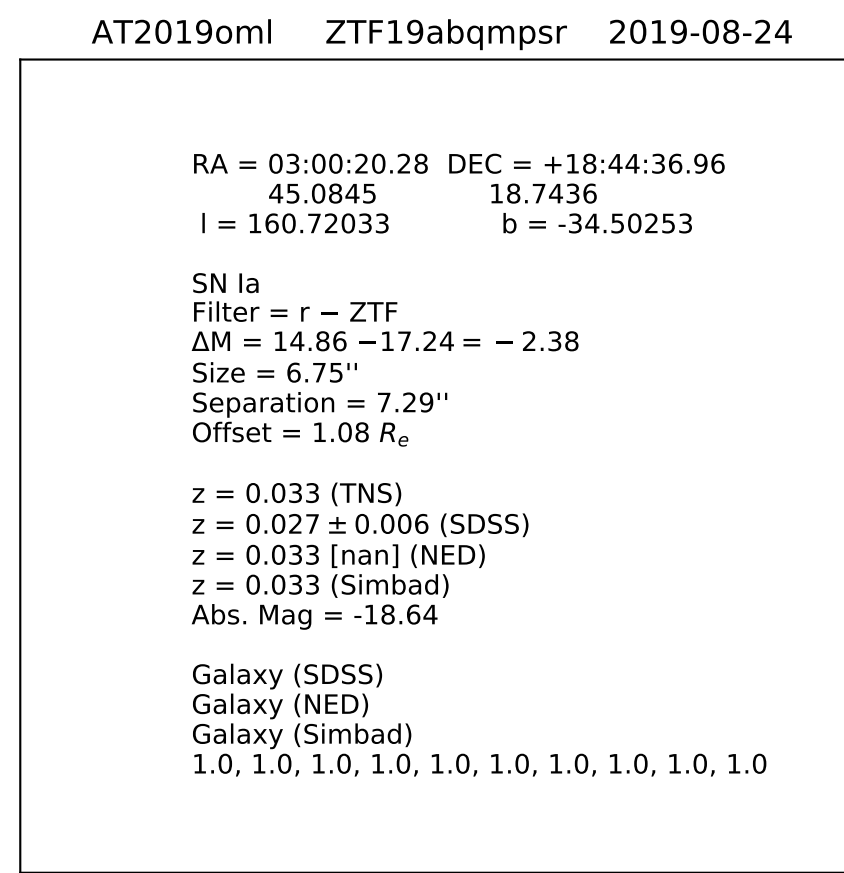 AT2019oml ZTF19abqmpsr 2019-08-24
RA = 03:00:20.28 DEC = +18:44:36.96
45.0845 18.7436
l = 160.72033 b = -34.50253
SN Ia
Filter = r − ZTF
ΔM = 14.86 −17.24 = − 2.38
Size = 6.75''
Separation = 7.29''
Offset = 1.08 Rₑ
z = 0.033 (TNS)
z = 0.027 ± 0.006 (SDSS)
z = 0.033 [nan] (NED)
z = 0.033 (Simbad)
Abs. Mag = -18.64
Galaxy (SDSS)
Galaxy (NED)
Galaxy (Simbad)
1.0, 1.0, 1.0, 1.0, 1.0, 1.0, 1.0, 1.0, 1.0, 1.0